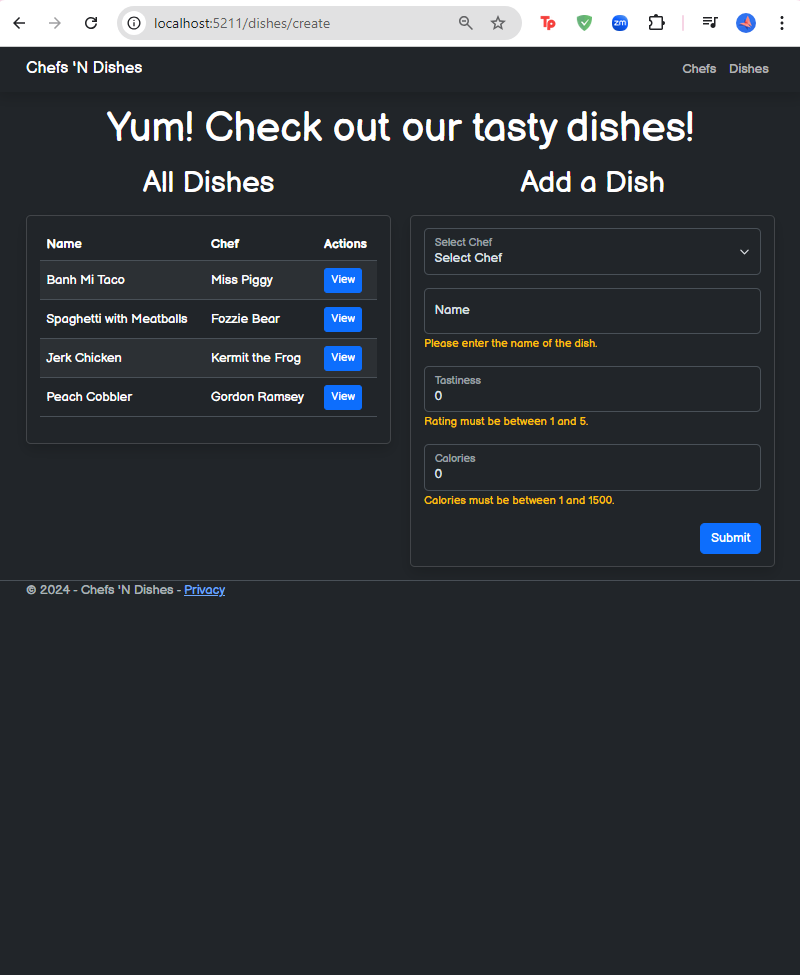 localhost:5211/dishes/create
Tp
zm
Chefs 'N Dishes
Chefs Dishes
Yum! Check out our tasty dishes!
All Dishes
Name Chef Actions
Banh Mi Taco Miss Piggy View
Spaghetti with Meatballs Fozzie Bear View
Jerk Chicken Kermit the Frog View
Peach Cobbler Gordon Ramsey View
Add a Dish
Select Chef
Select Chef
Name
Please enter the name of the dish.
Tastiness
0
Rating must be between 1 and 5.
Calories
0
Calories must be between 1 and 1500.
Submit
© 2024 - Chefs 'N Dishes - Privacy